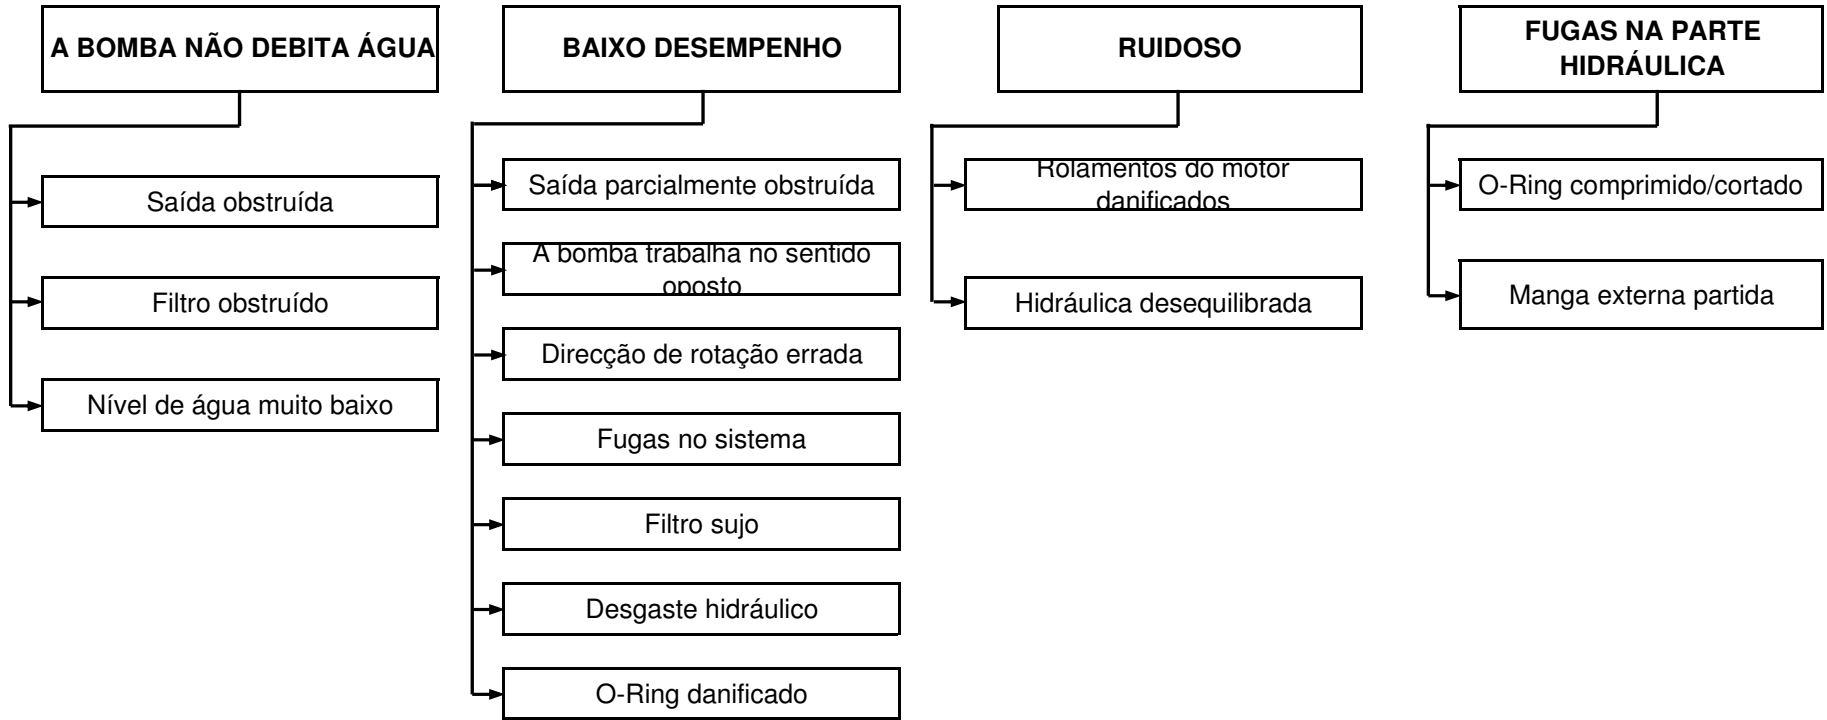 A BOMBA NÃO DEBITA ÁGUA
Saída obstruída
Filtro obstruído
Nível de água muito baixo
BAIXO DESEMPENHO
Saída parcialmente obstruída
A bomba trabalha no sentido
oposto
Direcção de rotação errada
Fugas no sistema
Filtro sujo
Desgaste hidráulico
O-Ring danificado
RUIDOSO
Rolamentos do motor
danificados
Hidráulica desequilibrada
FUGAS NA PARTE
HIDRÁULICA
O-Ring comprimido/cortado
Manga externa partida